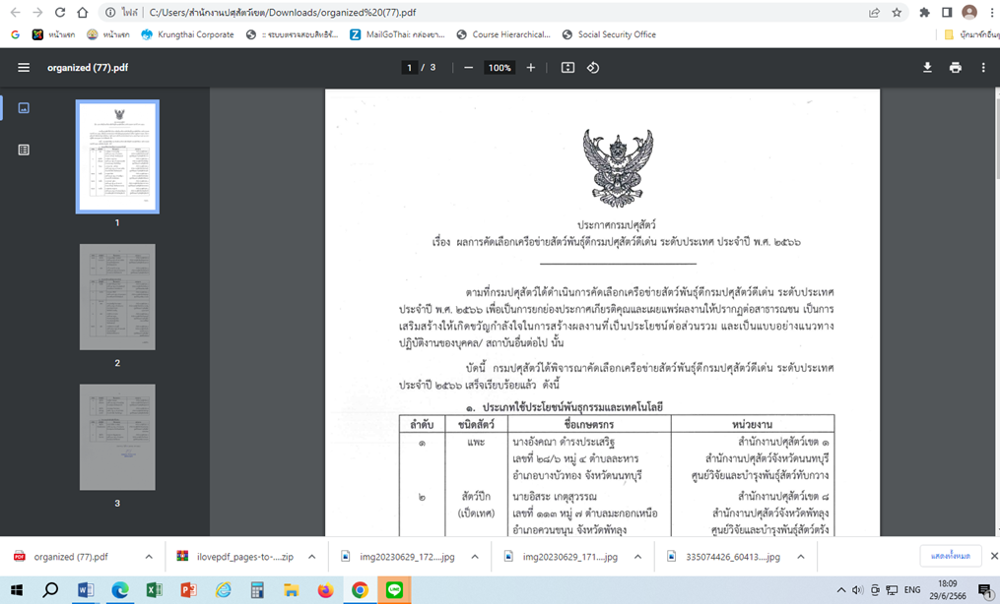 ไฟล์ | C:/Users/สำนักงานปศุสัตว์เขต/Downloads/organized%20(77).pdf
หน้าแรก
หน้าแรก
Krungthai Corporate
:: ระบบตรวจสอบสิทธิรั...
MailGoThai: กล่องขา...
Course Hierarchical...
Social Security Office
บุ๊กมาร์กอื่นๆ
organized (77).pdf
1 / 3
100%
ประกาศกรมปศุสัตว์
เรื่อง ผลการคัดเลือกเครือข่ายสัตว์พันธุ์ดีกรมปศุสัตว์ดีเด่น ระดับประเทศ ประจำปี พ.ศ. ๒๕๖๖
ตามที่กรมปศุสัตว์ได้ดำเนินการคัดเลือกเครือข่ายสัตว์พันธุ์ดีกรมปศุสัตว์ดีเด่น ระดับประเทศ
ประจำปี พ.ศ. ๒๕๖๖ เพื่อเป็นการยกย่องประกาศเกียรติคุณและเผยแพร่ผลงานให้ปรากฏต่อสาธารณชน เป็นการ
เสริมสร้างให้เกิดขวัญกำลังใจในการสร้างผลงานที่เป็นประโยชน์ต่อส่วนรวม และเป็นแบบอย่างแนวทาง
ปฏิบัติงานของบุคคล/ สถาบันอื่นต่อไป นั้น
บัดนี้ กรมปศุสัตว์ได้พิจารณาคัดเลือกเครือข่ายสัตว์พันธุ์ดีกรมปศุสัตว์ดีเด่น ระดับประเทศ
ประจำปี ๒๕๖๖ เสร็จเรียบร้อยแล้ว ดังนี้
๑. ประเภทใช้ประโยชน์พันธุกรรมและเทคโนโลยี
ลำดับ ชนิดสัตว์ ชื่อเกษตรกร หน่วยงาน
๑ แพะ นางอังคณา ดำรงประเสริฐ สำนักงานปศุสัตว์เขต ๑
เลขที่ ๒๘/๖ หมู่ ๔ ตำบลละหาร สำนักงานปศุสัตว์จังหวัดนนทบุรี
อำเภอบางบัวทอง จังหวัดนนทบุรี ศูนย์วิจัยและบำรุงพันธุ์สัตว์ทับกวาง
๒ สัตว์ปีก นายอิสระ เกตุสุวรรณ สำนักงานปศุสัตว์เขต ๘
(เป็ดเทศ) เลขที่ ๑๑๓ หมู่ ๗ ตำบลมะกอกเหนือ สำนักงานปศุสัตว์จังหวัดพัทลุง
อำเภอควนขนุน จังหวัดพัทลุง ศูนย์วิจัยและบำรุงพันธุ์สัตว์ตรัง
1
2
3
organized (77).pdf
ilovepdf_pages-to-....zip
img20230629_172....jpg
img20230629_171....jpg
335074426_60413....jpg
แสดงทั้งหมด
ENG
18:09
29/6/2566